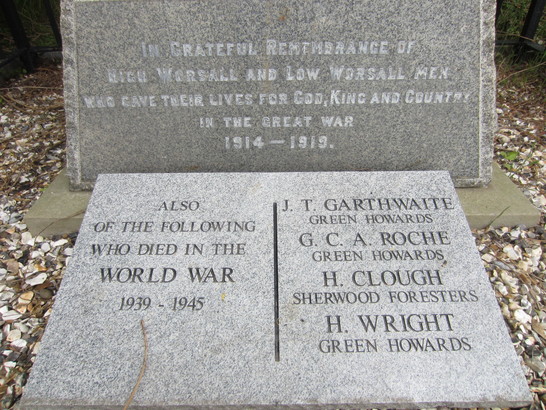 IN GRATEFUL REMEMBRANCE OF
HIGH WORSALL AND LOW WORSALL MEN
WHO GAVE THEIR LIVES FOR GOD, KING AND COUNTRY
IN THE GREAT WAR
1914 — 1919.
ALSO
OF THE FOLLOWING
WHO DIED IN THE
WORLD WAR
1939 - 1945
J. T. GARTHWAITE
GREEN HOWARDS
G. C. A. ROCHE
GREEN HOWARDS
H. CLOUGH
SHERWOOD FORESTERS
H. WRIGHT
GREEN HOWARDS